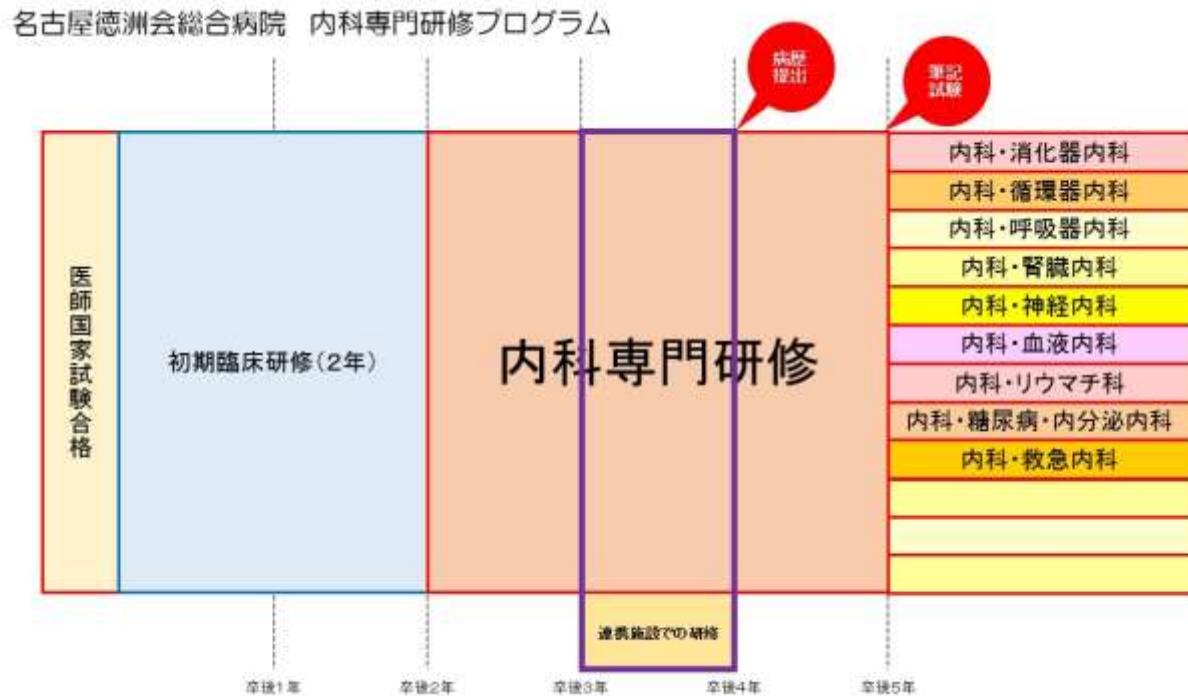 名古屋徳洲会総合病院 内科専門研修プログラム
病歴
提出
筆記
試験
医師国家試験合格
初期臨床研修(2年)
内科専門研修
内科・消化器内科
内科・循環器内科
内科・呼吸器内科
内科・腎臓内科
内科・神経内科
内科・血液内科
内科・リウマチ科
内科・糖尿病・内分泌内科
内科・救急内科
連携施設での研修
卒後1年
卒後2年
卒後3年
卒後4年
卒後5年